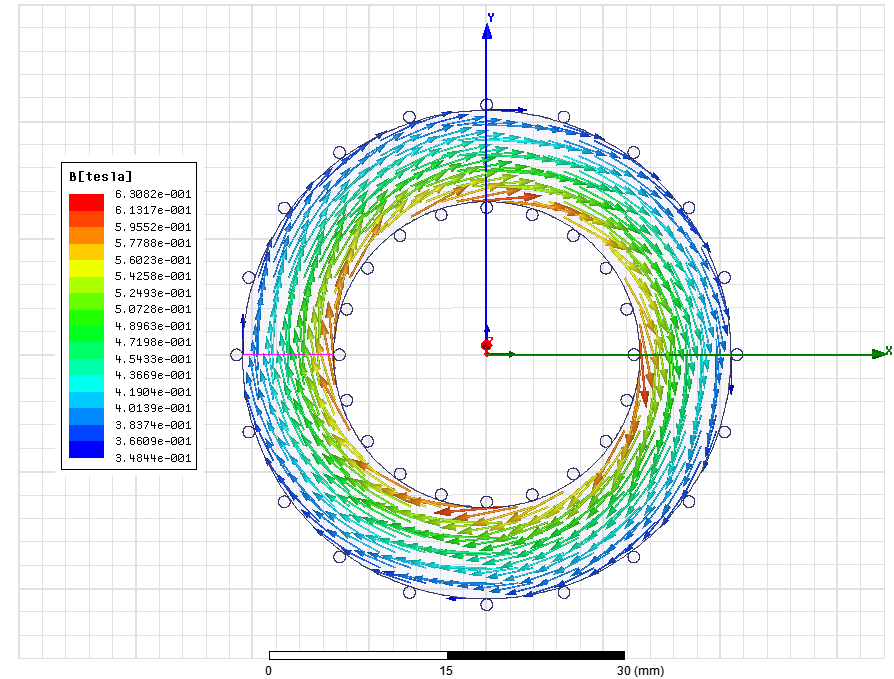 Y
B[tesla]
6.3082e-001
6.1317e-001
5.9552e-001
5.7788e-001
5.6023e-001
5.4258e-001
5.2493e-001
5.0728e-001
4.8963e-001
4.7198e-001
4.5433e-001
4.3669e-001
4.1904e-001
4.0139e-001
3.8374e-001
3.6609e-001
3.4844e-001
X
0 15 30 (mm)